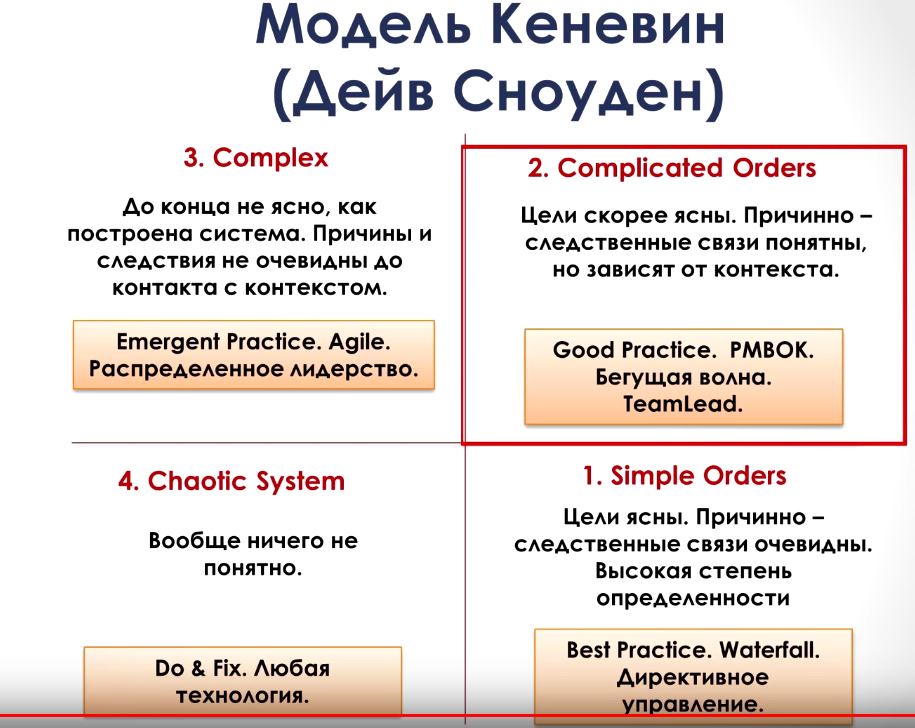 Модель Кеневин
(Дейв Сноуден)
3. Complex
До конца не ясно, как
построена система. Причины и
следствия не очевидны до
контакта с контекстом.
Emergent Practice. Agile.
Распределенное лидерство.
2. Complicated Orders
Цели скорее ясны. Причинно –
следственные связи понятны,
но зависят от контекста.
Good Practice. PMBOK.
Бегущая волна.
TeamLead.
4. Chaotic System
Вообще ничего не
понятно.
Do & Fix. Любая
технология.
1. Simple Orders
Цели ясны. Причинно –
следственные связи очевидны.
Высокая степень
определенности
Best Practice. Waterfall.
Директивное
управление.